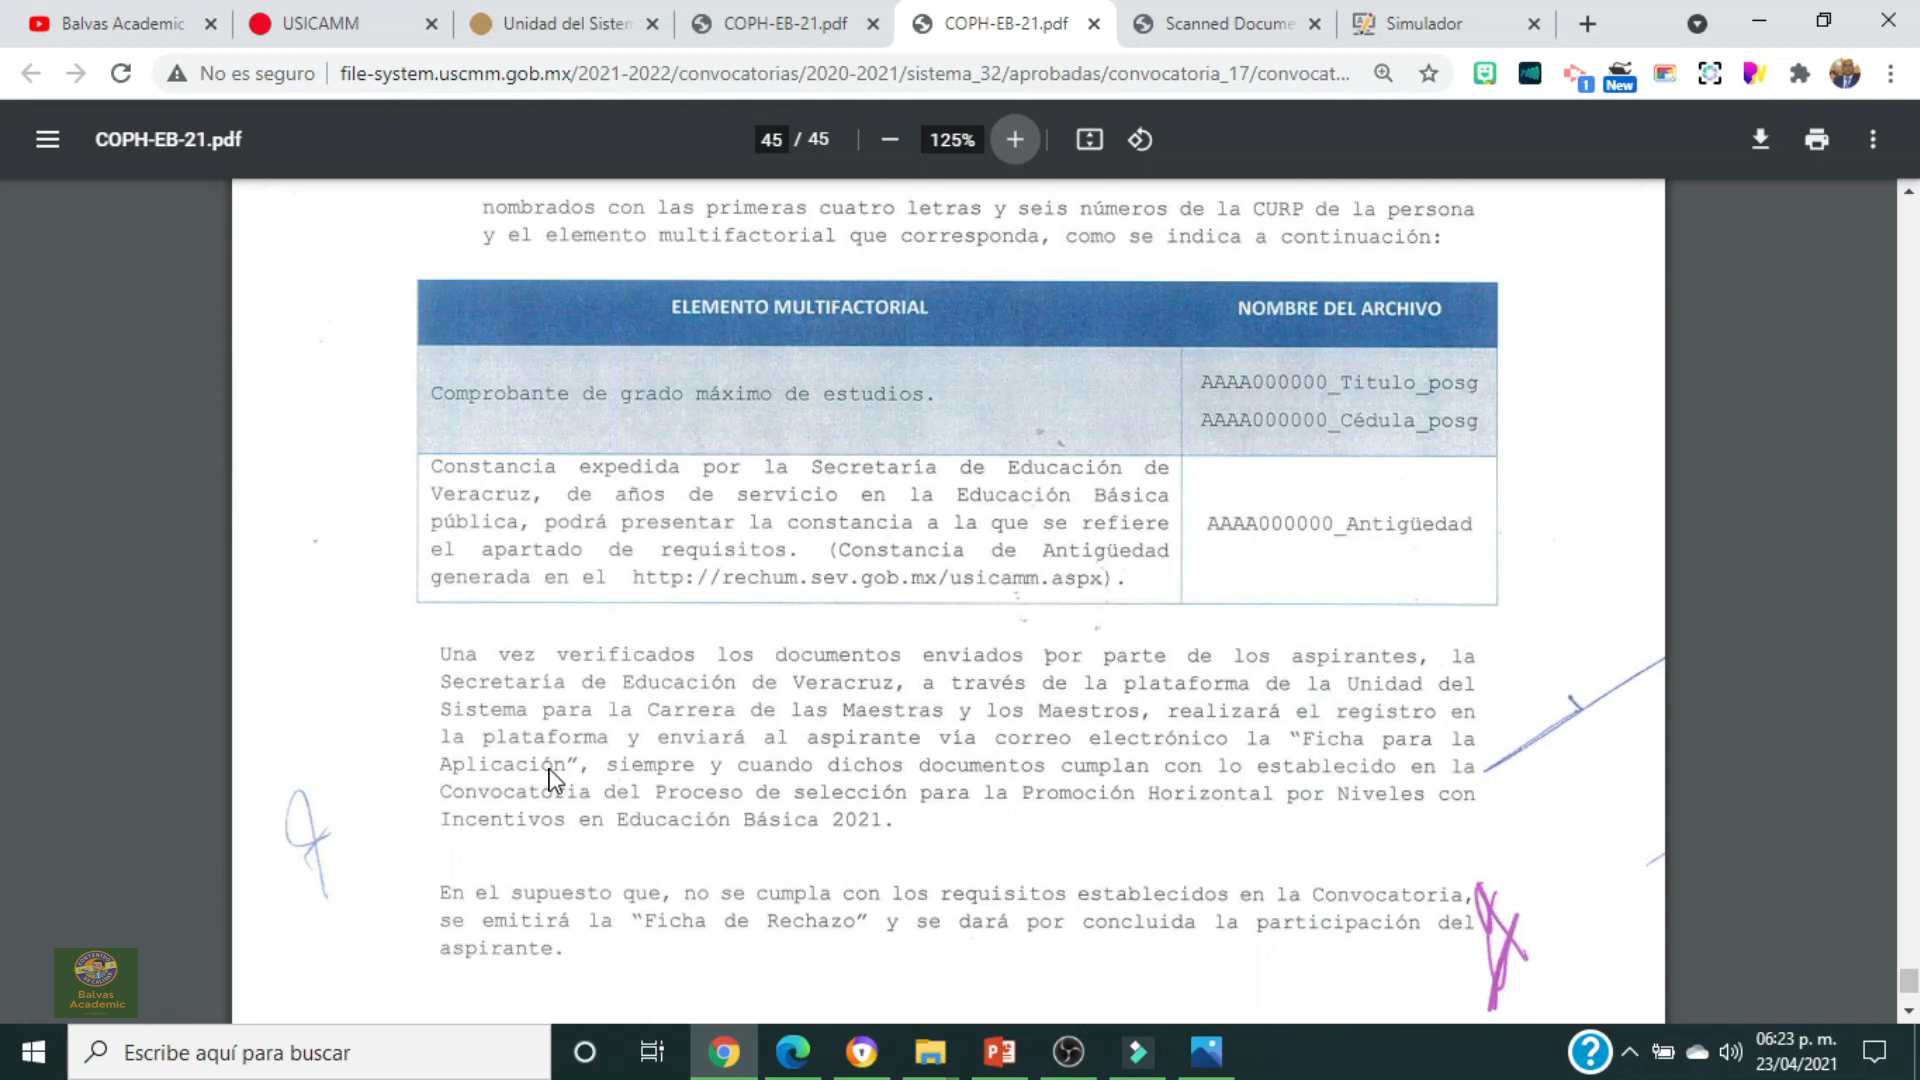 Balvas Academic
USICAMM
Unidad del Sister
COPH-EB-21.pdf
COPH-EB-21.pdf
Scanned Docume
Simulador
No es seguro
file-system.uscmm.gob.mx/2021-2022/convocatorias/2020-2021/sistema_32/aprobadas/convocatoria_17/convocat...
1
New
COPH-EB-21.pdf
45 / 45
125%
nombrados con las primeras cuatro letras y seis números de la CURP de la persona
y el elemento multifactorial que corresponda, como se indica a continuación:
ELEMENTO MULTIFACTORIAL
NOMBRE DEL ARCHIVO
Comprobante de grado máximo de estudios.
AAAA000000_Titulo_posg
AAAA000000_Cédula_posg
Constancia expedida por la Secretaría de Educación de
Veracruz, de años de servicio en la Educación Básica
pública, podrá presentar la constancia a la que se refiere
el apartado de requisitos. (Constancia de Antigüedad
generada en el http://rechum.sev.gob.mx/usicamm.aspx).
AAAA000000_Antigüedad
Una vez verificados los documentos enviados por parte de los aspirantes, la
Secretaría de Educación de Veracruz, a través de la plataforma de la Unidad del
Sistema para la Carrera de las Maestras y los Maestros, realizará el registro en
la plataforma y enviará al aspirante vía correo electrónico la “Ficha para la
Aplicación”, siempre y cuando dichos documentos cumplan con lo establecido en la
Convocatoria del Proceso de selección para la Promoción Horizontal por Niveles con
Incentivos en Educación Básica 2021.
En el supuesto que, no se cumpla con los requisitos establecidos en la Convocatoria,
se emitirá la “Ficha de Rechazo” y se dará por concluida la participación del
aspirante.
Balvas
Academic
Escribe aquí para buscar
06:23 p. m.
23/04/2021